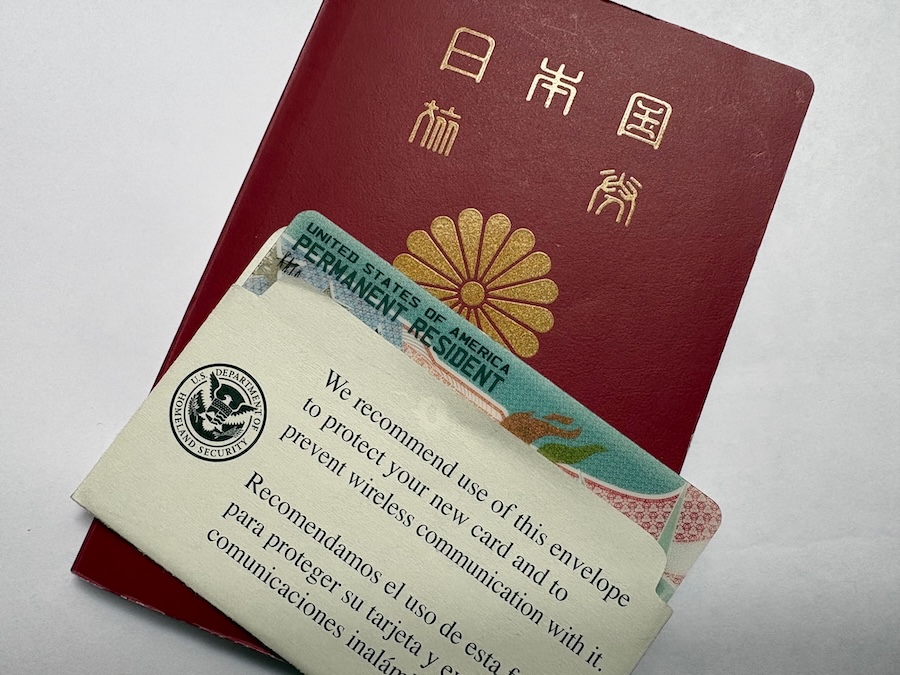 日本国
旅券
UNITED STATES OF AMERICA
PERMANENT RESIDENT
U.S. DEPARTMENT OF
HOMELAND SECURITY
We recommend use of this envelope
to protect your new card and to
prevent wireless communication with it.
Recomendamos el uso de esta
para proteger su tarjeta y
comunicaciones